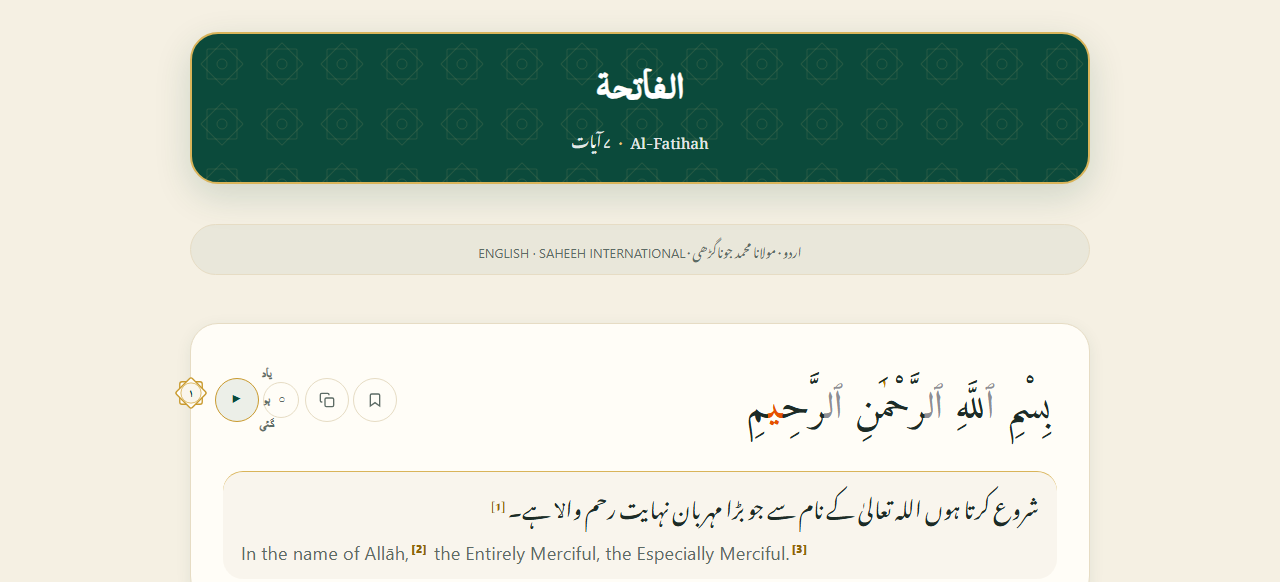 الفاتحة
Al-Fatihah · ۷ آیات
اردو · مولانا محمد جوناگڑھی · ENGLISH · SAHEEH INTERNATIONAL
بِسْمِ ٱللَّهِ ٱلرَّحْمَٰنِ ٱلرَّحِيمِ
یاد
ہو
گئی
١
شروع کرتا ہوں اللہ تعالیٰ کے نام سے جو بڑا مہربان نہایت رحم والا ہے۔ [1]
In the name of Allāh,[2] the Entirely Merciful, the Especially Merciful.[3]